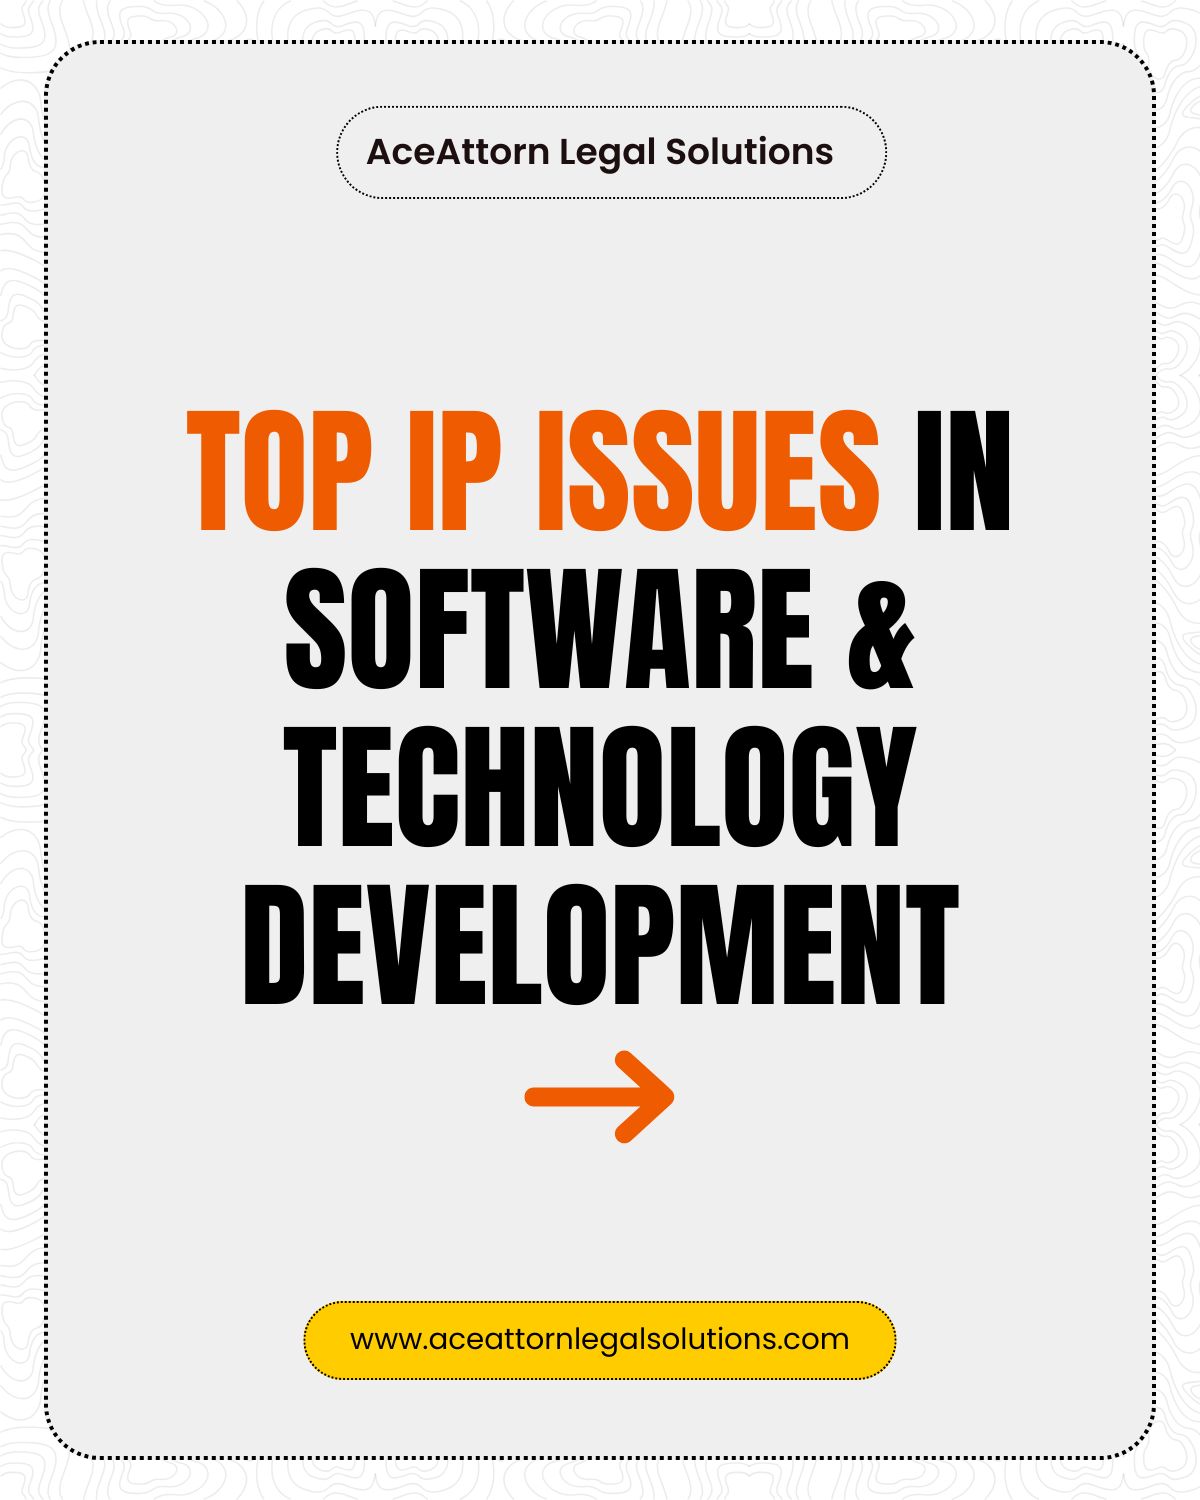 AceAttorn Legal Solutions
TOP IP ISSUES IN
SOFTWARE &
TECHNOLOGY
DEVELOPMENT
www.aceattornlegalsolutions.com